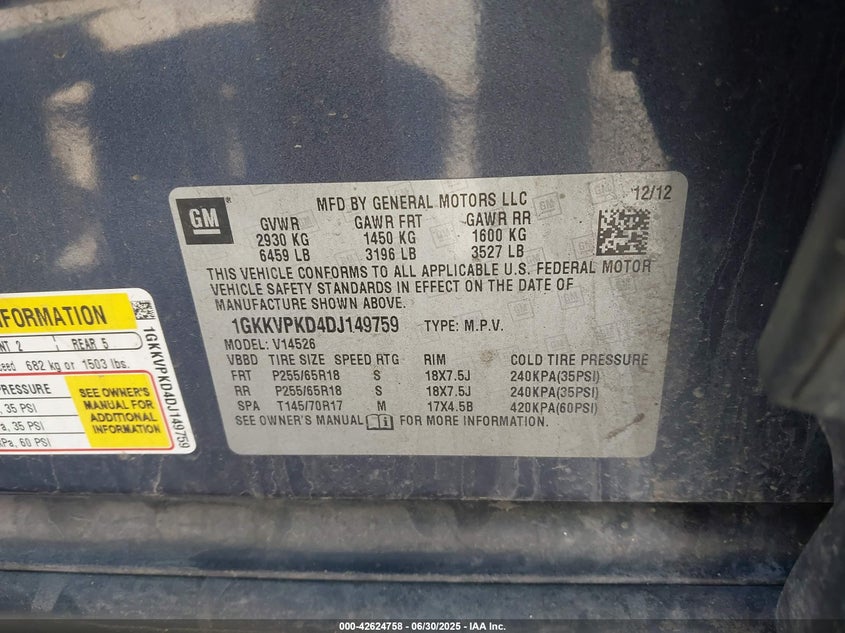 GM
MFD BY GENERAL MOTORS LLC 12/12
GVWR GAWR FRT GAWR RR
2930 KG 1450 KG 1600 KG
6459 LB 3196 LB 3527 LB
THIS VEHICLE CONFORMS TO ALL APPLICABLE U.S. FEDERAL MOTOR
VEHICLE SAFETY STANDARDS IN EFFECT ON THE DATE OF
MANUFACTURE SHOWN ABOVE.
1GKKVPKD4DJ149759 TYPE: M.P.V.
MODEL: V14526
VBBD TIRE SIZE SPEED RTG RIM COLD TIRE PRESSURE
FRT P255/65R18 S 18X7.5J 240KPA(35PSI)
RR P255/65R18 S 18X7.5J 240KPA(35PSI)
SPA T145/70R17 M 17X4.5B 420KPA(60PSI)
SEE OWNER'S MANUAL FOR MORE INFORMATION.
2 REAR 5
682 kg or 1503 lbs.
PRESSURE
35 PSI
35 PSI
60 PSI
SEE OWNER'S
MANUAL FOR
ADDITIONAL
INFORMATION
1GKKVPKD4DJ149759
000-42624758 - 06/30/2025 - IAA Inc.